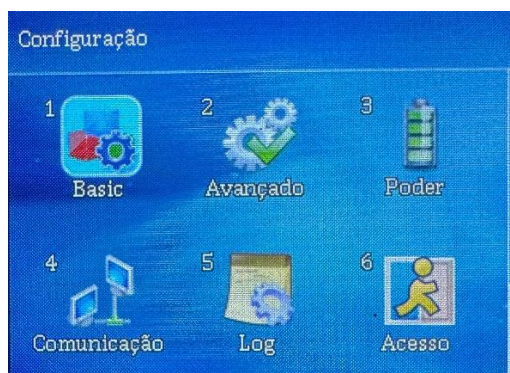 Configuração
1 2 3
Basic Avançado Poder
4 5 6
Comunicação Log Acesso